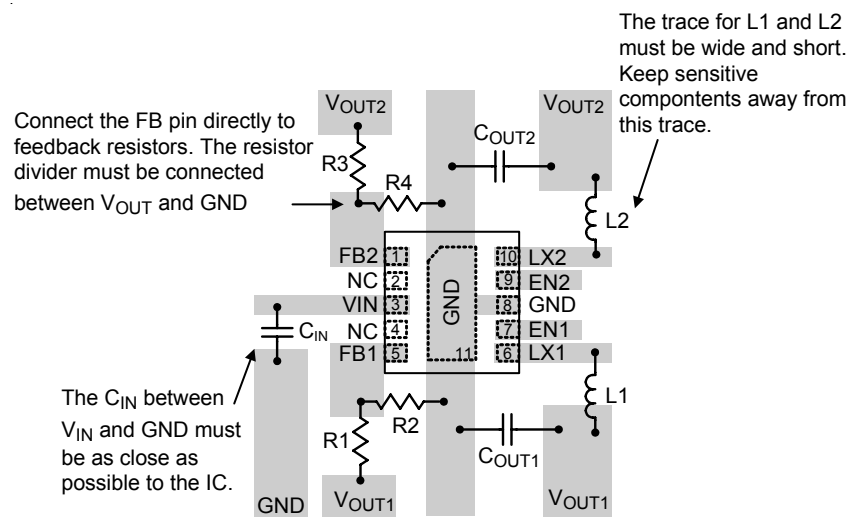 The trace for L1 and L2
must be wide and short.
Keep sensitive
compontents away from
this trace.
Connect the FB pin directly to
feedback resistors. The resistor
divider must be connected
between VOUT and GND
VOUT2
VOUT2
COUT2
R3
R4
L2
FB2 1
10 LX2
NC 2
9 EN2
VIN 3
GND
8 GND
NC 4
7 EN1
FB1 5
11
6 LX1
CIN
The CIN between
VIN and GND must
be as close as
possible to the IC.
R1
R2
L1
COUT1
GND
VOUT1
VOUT1